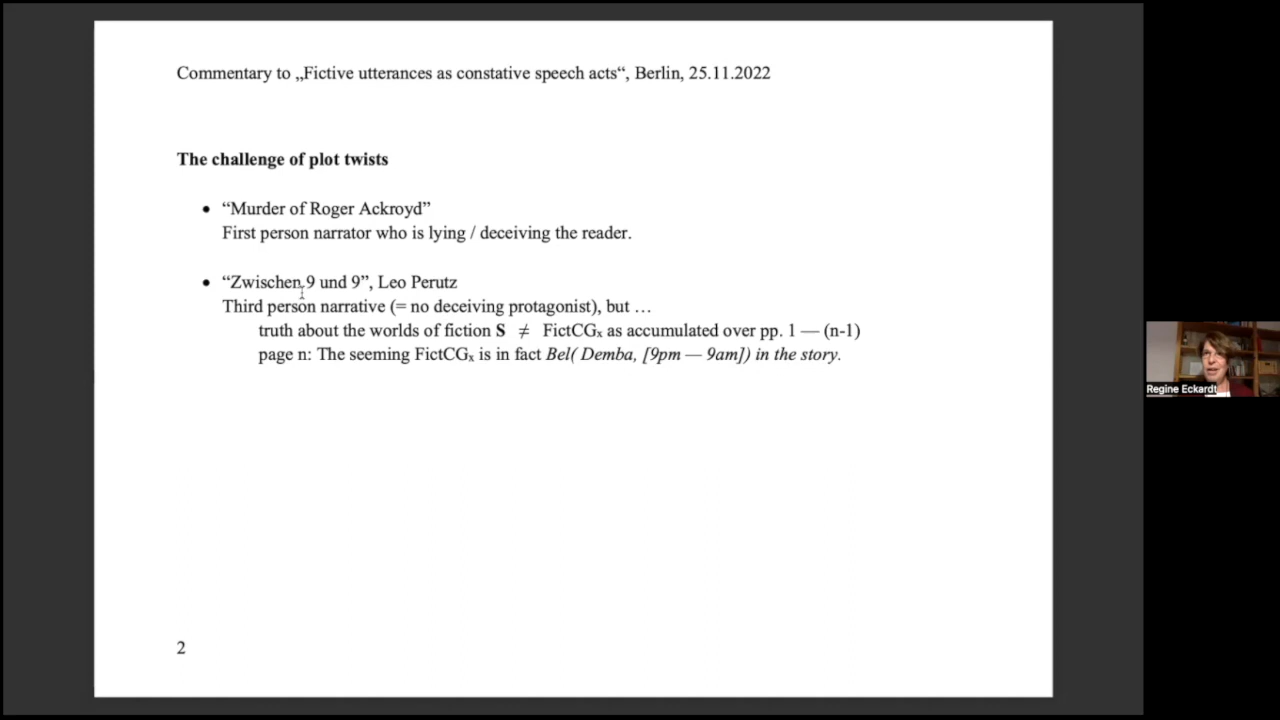 Commentary to „Fictive utterances as constative speech acts“, Berlin, 25.11.2022
The challenge of plot twists
• “Murder of Roger Ackroyd”
First person narrator who is lying / deceiving the reader.
• “Zwischen 9 und 9”, Leo Perutz
Third person narrative (= no deceiving protagonist), but …
truth about the worlds of fiction S ≠ FictCGₓ as accumulated over pp. 1 — (n-1)
page n: The seeming FictCGₓ is in fact Bel( Demba, [9pm — 9am]) in the story.
Regine Eckardt
2